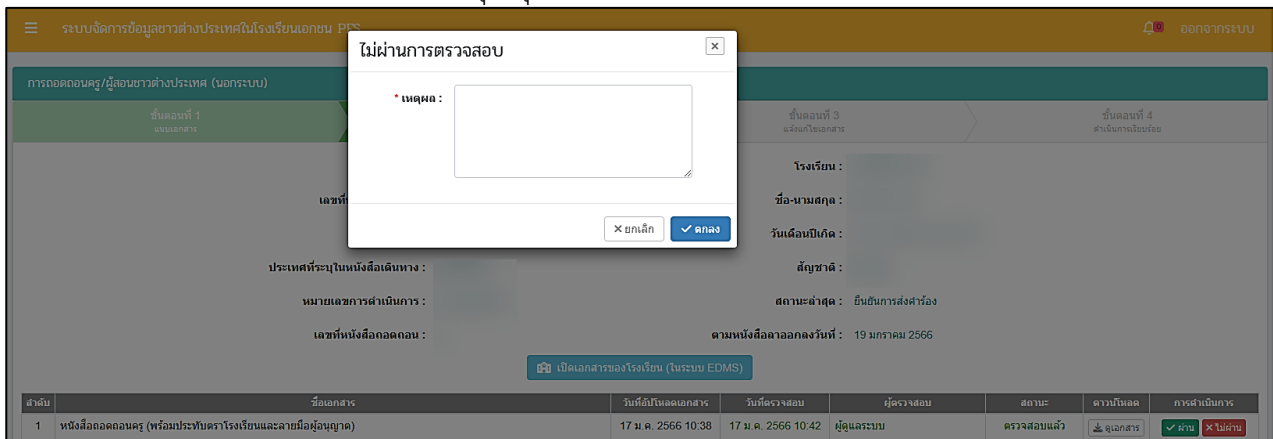 ระบบจัดการข้อมูลชาวต่างประเทศในโรงเรียนเอกชน PFS
0 ออกจากระบบ
ไม่ผ่านการตรวจสอบ
* เหตุผล :
ยกเลิก ตกลง
การถอดถอนครู/ผู้สอนชาวต่างประเทศ (นอกระบบ)
ขั้นตอนที่ 1
แนบเอกสาร
ขั้นตอนที่ 3
แจ้งแก้ไขเอกสาร
ขั้นตอนที่ 4
ดำเนินการเรียบร้อย
โรงเรียน :
เลขที่ ชื่อ-นามสกุล :
วันเดือนปีเกิด :
ประเทศที่ระบุในหนังสือเดินทาง : สัญชาติ :
หมายเลขการดำเนินการ : สถานะล่าสุด : ยืนยันการส่งคำร้อง
เลขที่หนังสือถอดถอน : ตามหนังสือลาออกลงวันที่ : 19 มกราคม 2566
เปิดเอกสารของโรงเรียน (ในระบบ EDMS)
ลำดับ ชื่อเอกสาร วันที่อัปโหลดเอกสาร วันที่ตรวจสอบ ผู้ตรวจสอบ สถานะ ดาวน์โหลด การดำเนินการ
1 หนังสือถอดถอนครู (พร้อมประทับตราโรงเรียนและลายมือผู้อนุญาต) 17 ม.ค. 2566 10:38 17 ม.ค. 2566 10:42 ผู้ดูแลระบบ ตรวจสอบแล้ว ดูเอกสาร ผ่าน ไม่ผ่าน